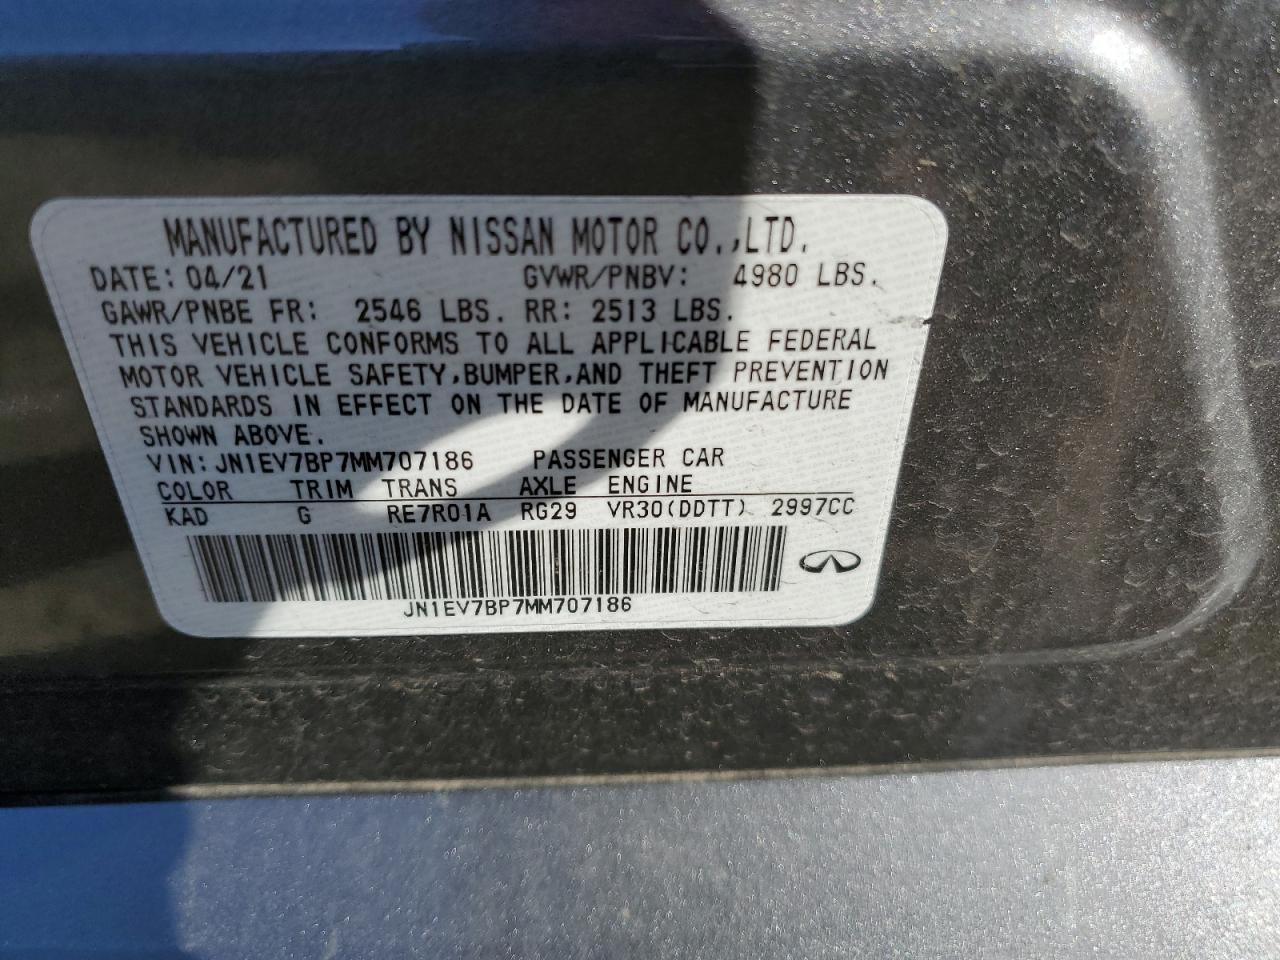 MANUFACTURED BY NISSAN MOTOR CO.,LTD.
DATE: 04/21 GVWR/PNBV: 4980 LBS.
GAWR/PNBE FR: 2546 LBS. RR: 2513 LBS.
THIS VEHICLE CONFORMS TO ALL APPLICABLE FEDERAL
MOTOR VEHICLE SAFETY,BUMPER,AND THEFT PREVENTION
STANDARDS IN EFFECT ON THE DATE OF MANUFACTURE
SHOWN ABOVE.
VIN: JN1EV7BP7MM707186 PASSENGER CAR
COLOR TRIM TRANS AXLE ENGINE
KAD G RE7R01A RG29 VR30(DDTT) 2997CC
JN1EV7BP7MM707186